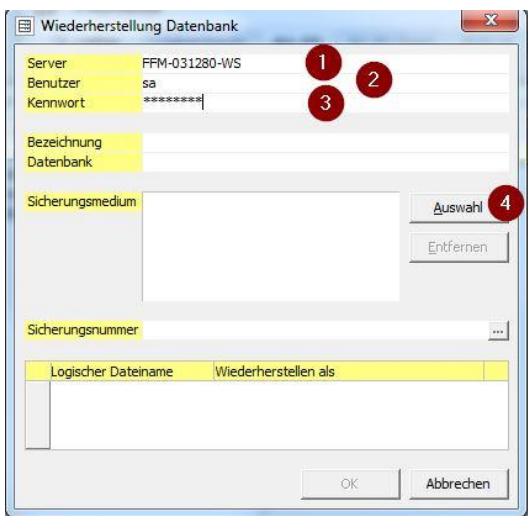 Wiederherstellung Datenbank
Server FFM-031280-WS 1
Benutzer sa 2
Kennwort ******** 3
Bezeichnung
Datenbank
Sicherungsmedium Auswahl 4
Entfernen
Sicherungsnummer ...
Logischer Dateiname Wiederherstellen als
OK Abbrechen